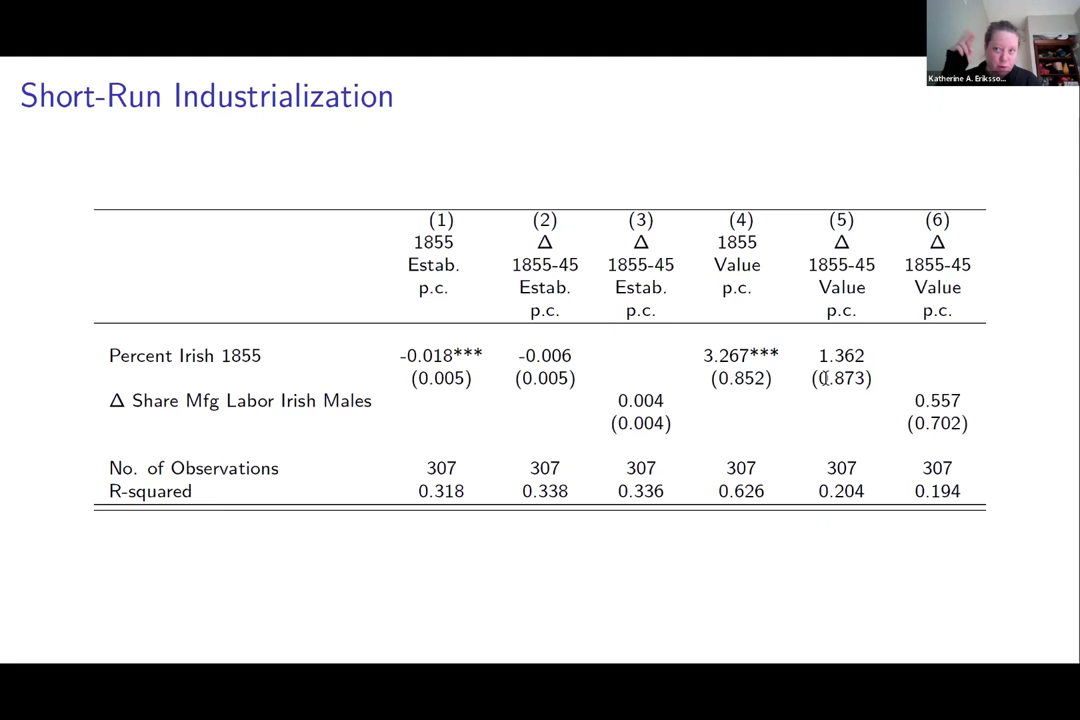 Katherine A. Eriksso...
Short-Run Industrialization
(1) (2) (3) (4) (5) (6)
1855 Δ Δ 1855 Δ Δ
Estab. 1855-45 1855-45 Value 1855-45 1855-45
p.c. Estab. Estab. p.c. Value Value
p.c. p.c. p.c. p.c.
Percent Irish 1855 -0.018*** -0.006 3.267*** 1.362
(0.005) (0.005) (0.852) (0.873)
Δ Share Mfg Labor Irish Males 0.004 0.557
(0.004) (0.702)
No. of Observations 307 307 307 307 307 307
R-squared 0.318 0.338 0.336 0.626 0.204 0.194